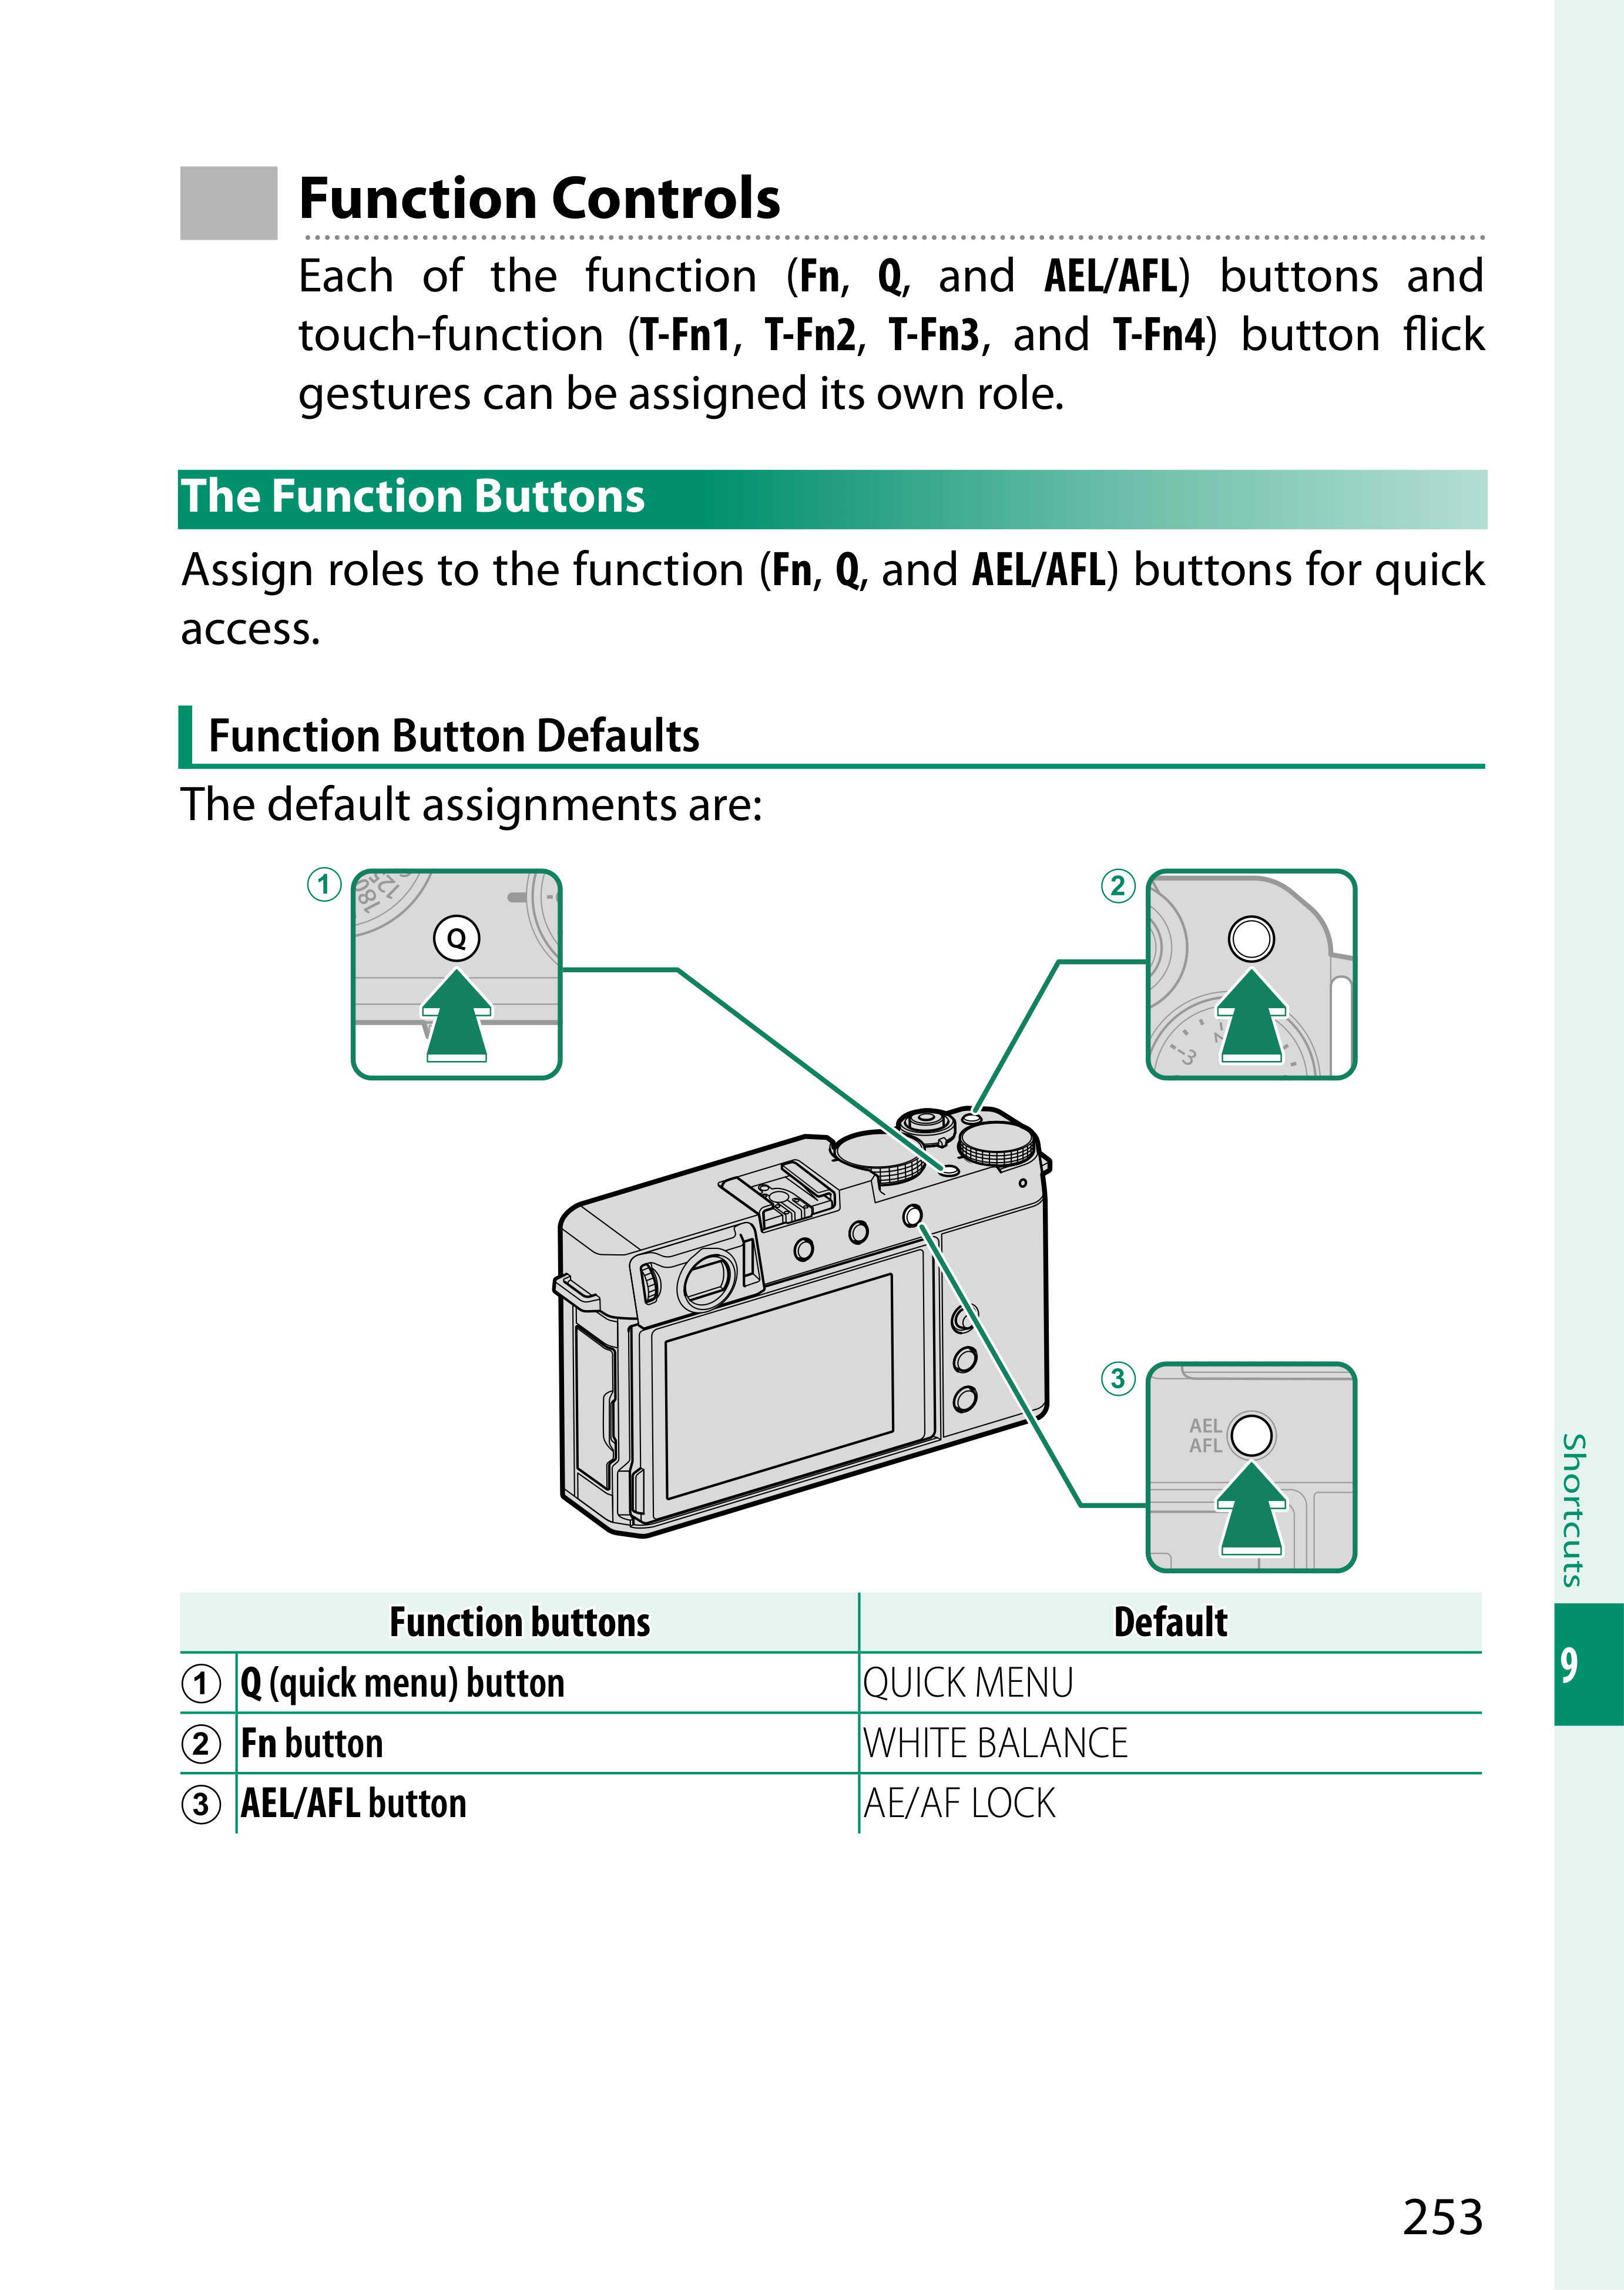 Function Controls
Each of the function (Fn, Q, and AEL/AFL) buttons and
touch-function (T-Fn1, T-Fn2, T-Fn3, and T-Fn4) button flick
gestures can be assigned its own role.
The Function Buttons
Assign roles to the function (Fn, Q, and AEL/AFL) buttons for quick
access.
Function Button Defaults
The default assignments are:
1
Q
2
3
3
AEL
AFL
Function buttons Default
1 Q (quick menu) button QUICK MENU
2 Fn button WHITE BALANCE
3 AEL/AFL button AE/AF LOCK
Shortcuts
9
253